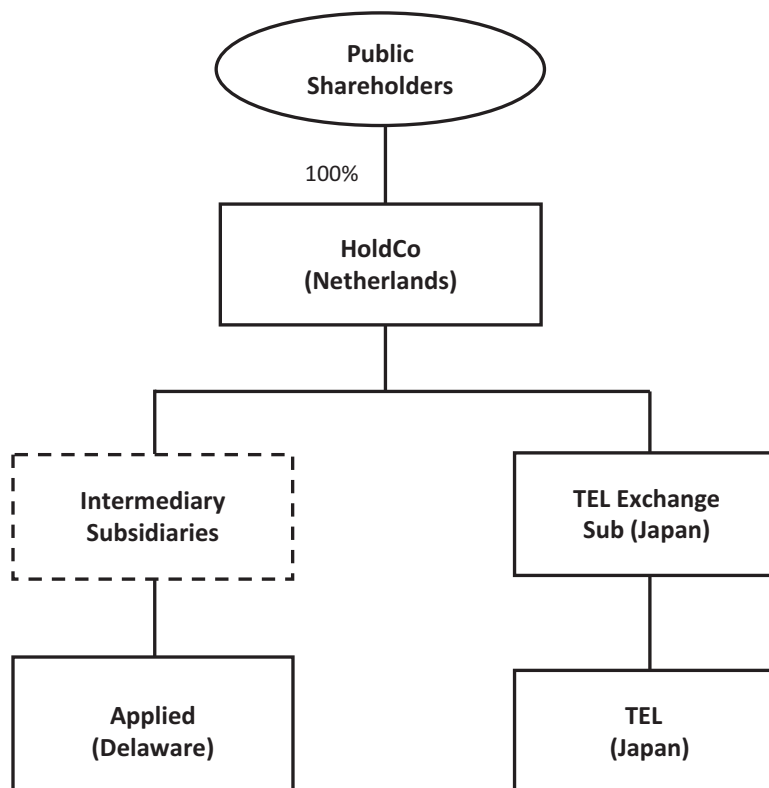 Public
Shareholders
100%
HoldCo
(Netherlands)
Intermediary
Subsidiaries
TEL Exchange
Sub (Japan)
Applied
(Delaware)
TEL
(Japan)